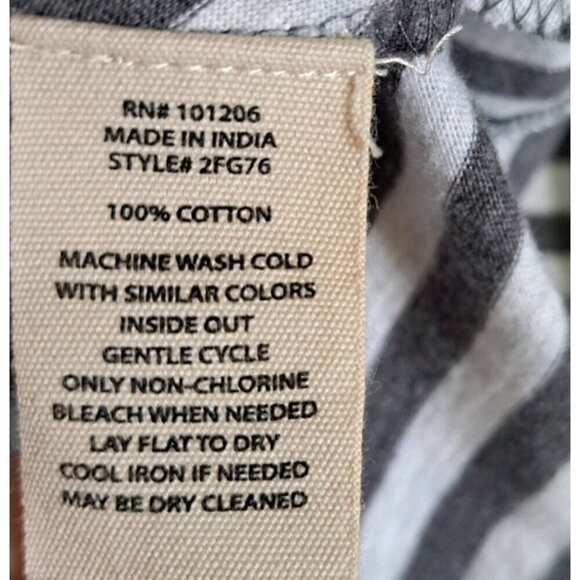 RN# 101206
MADE IN INDIA
STYLE# 2FG76
100% COTTON
MACHINE WASH COLD
WITH SIMILAR COLORS
INSIDE OUT
GENTLE CYCLE
ONLY NON-CHLORINE
BLEACH WHEN NEEDED
LAY FLAT TO DRY
COOL IRON IF NEEDED
MAY BE DRY CLEANED